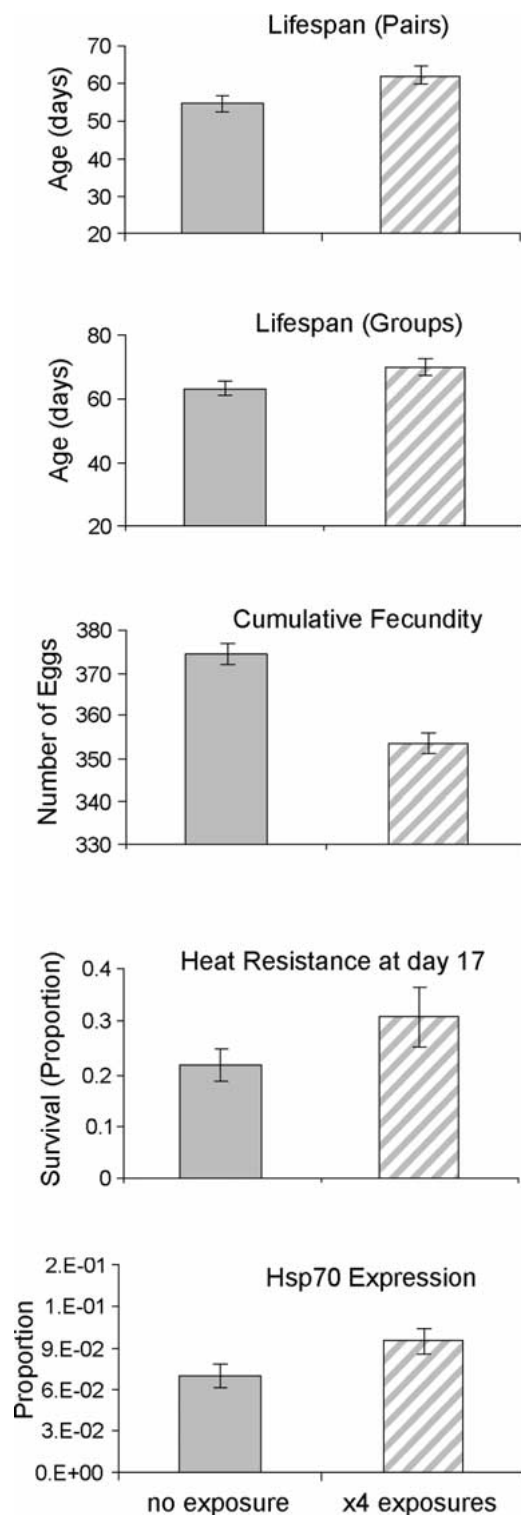 Lifespan (Pairs)
Age (days)
70
60
50
40
30
20
Lifespan (Groups)
Age (days)
80
60
40
20
Cumulative Fecundity
Number of Eggs
380
370
360
350
340
330
Heat Resistance at day 17
Survival (Proportion)
0.4
0.3
0.2
0.1
0
Hsp70 Expression
Proportion
2.E-01
1.E-01
9.E-02
6.E-02
3.E-02
0.E+00
no exposure x4 exposures